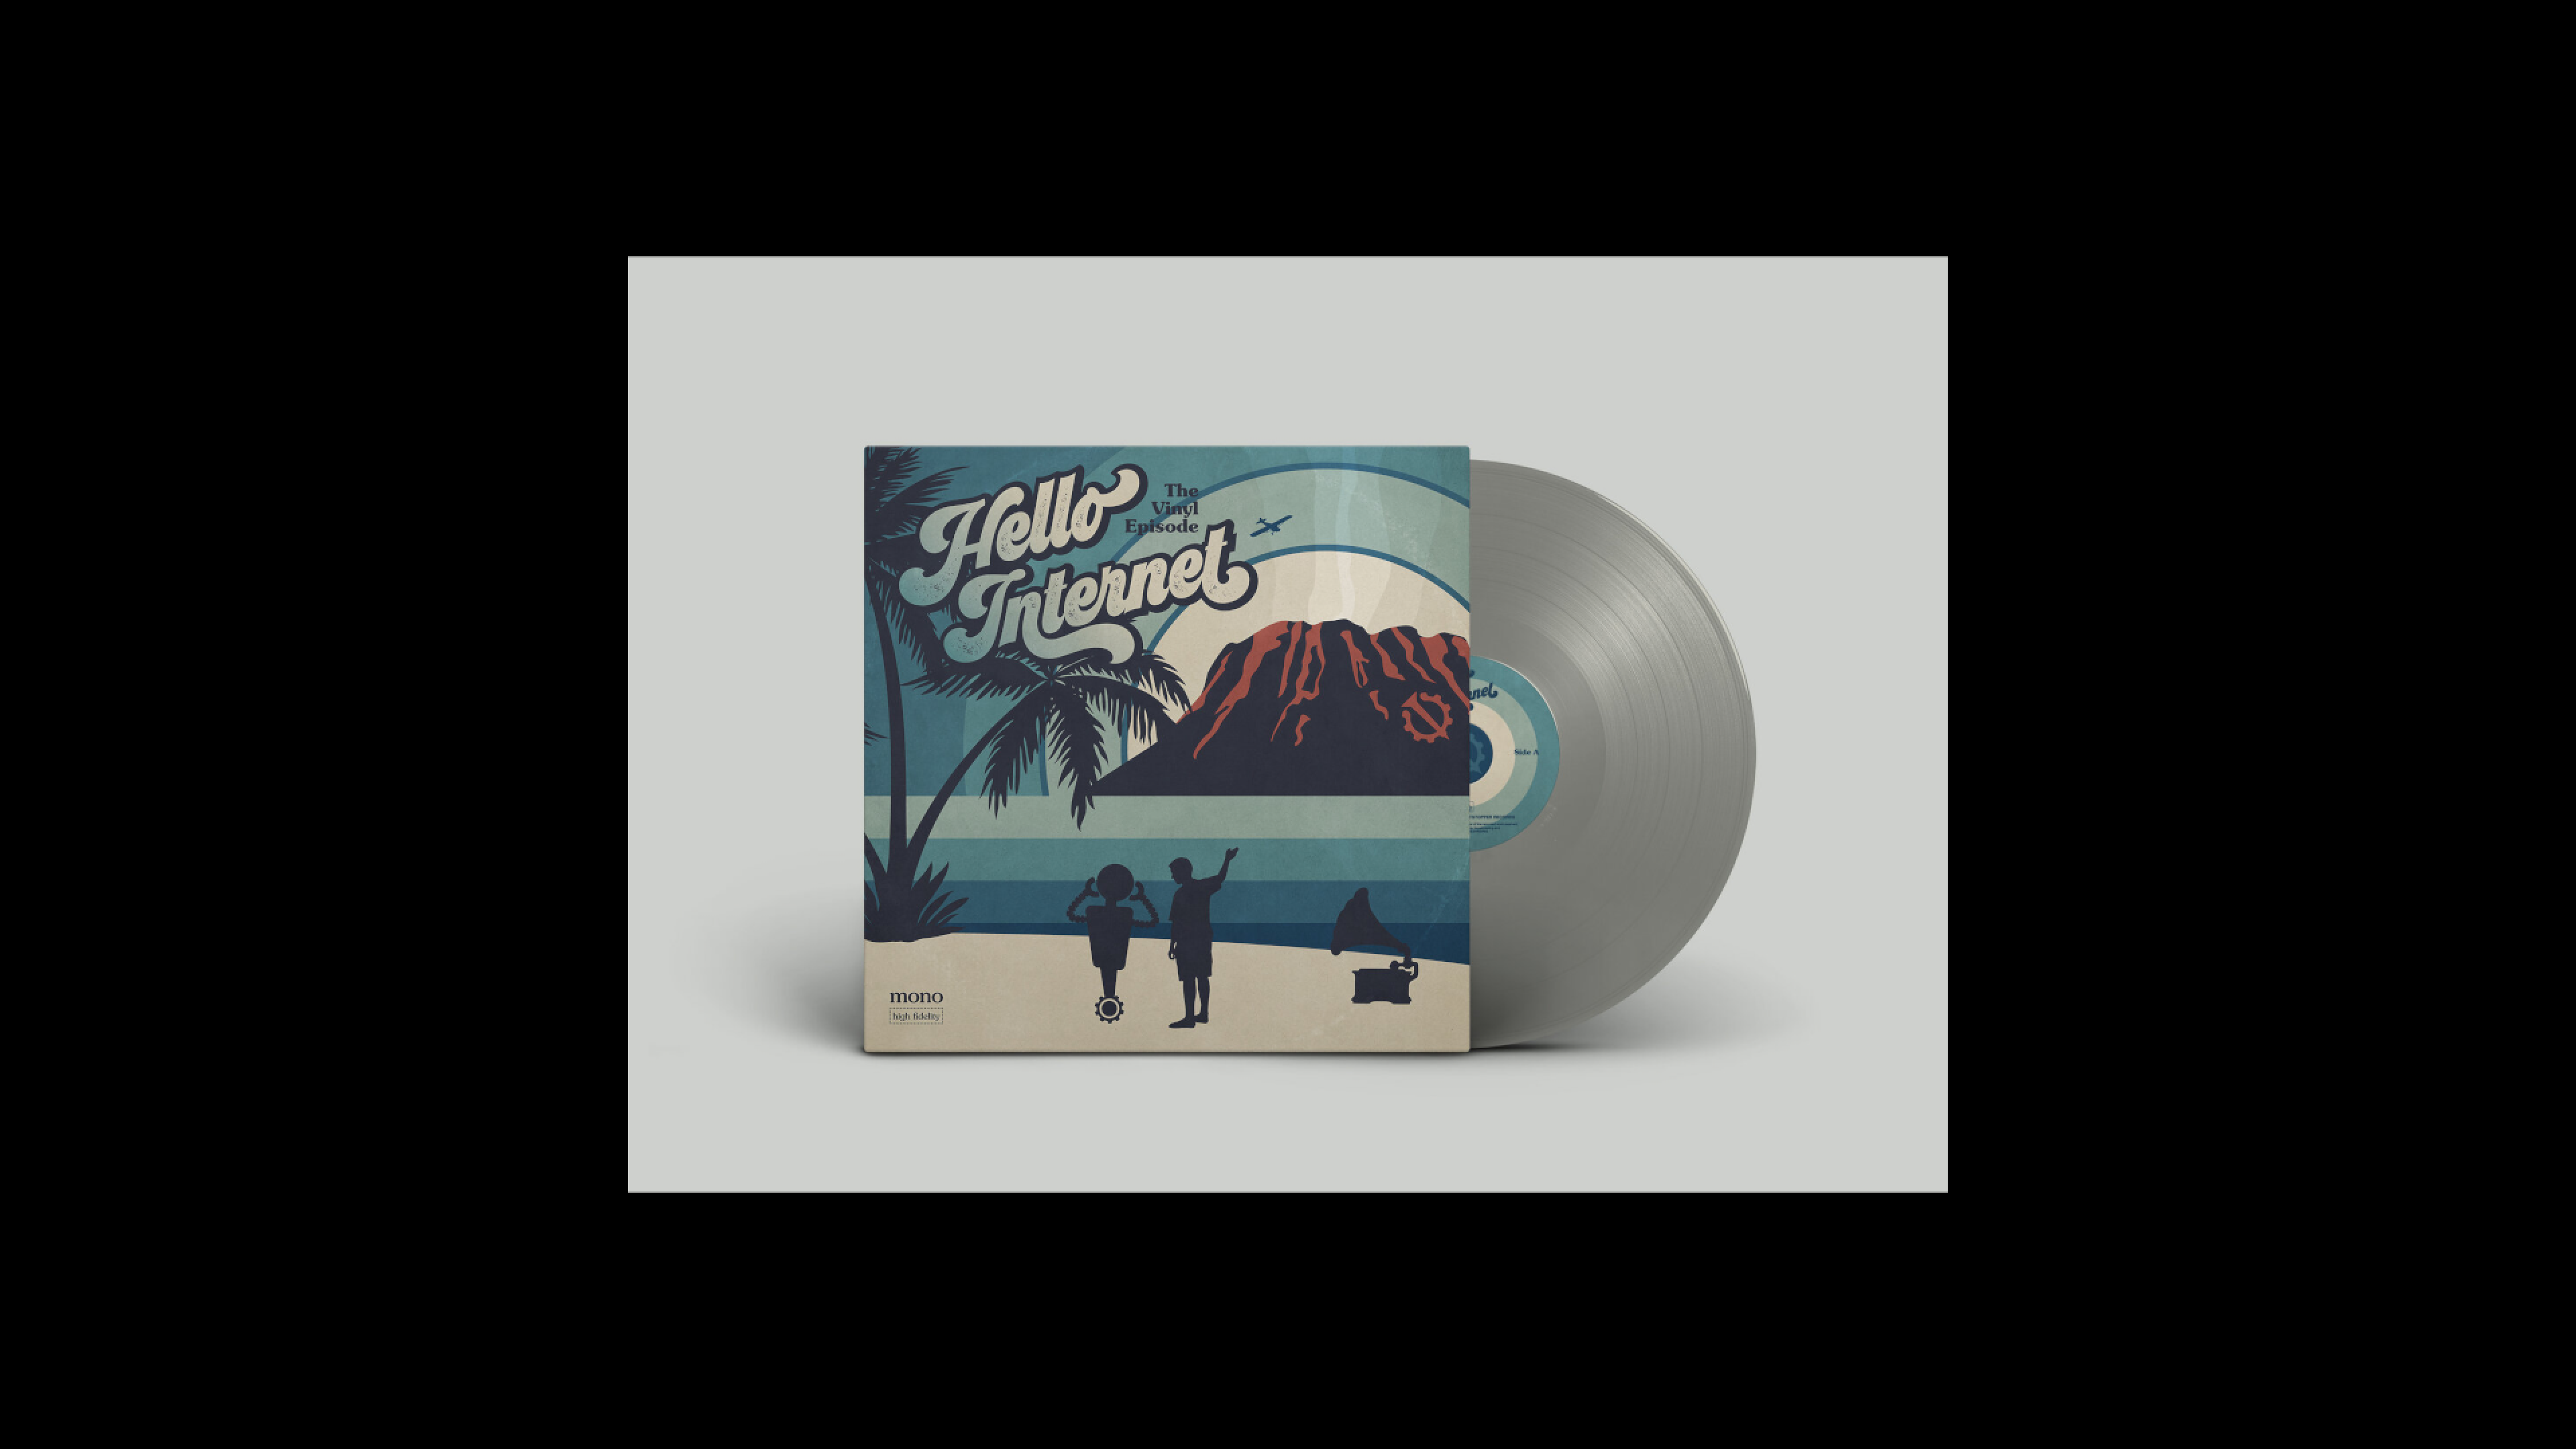 Hello
Internet
The
Vinyl
Episode
mono
high fidelity
Side A